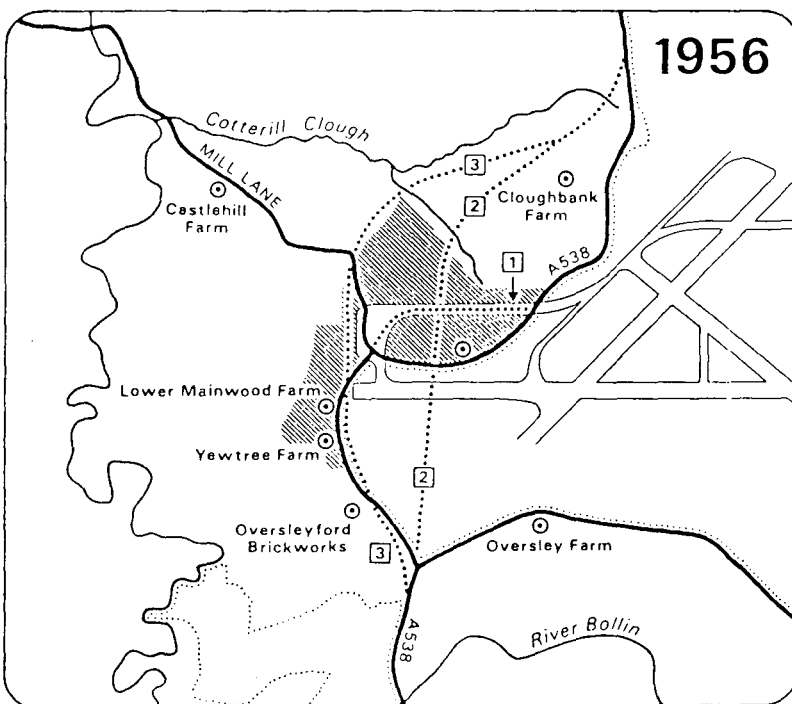 1956
Cotterill Clough
MILL LANE
3
2
Cloughbank
Farm
Castlehill
Farm
1
A538
Lower Mainwood Farm
Yewtree Farm
2
Oversleyford
Brickworks
3
Oversley Farm
A538
River Bollin